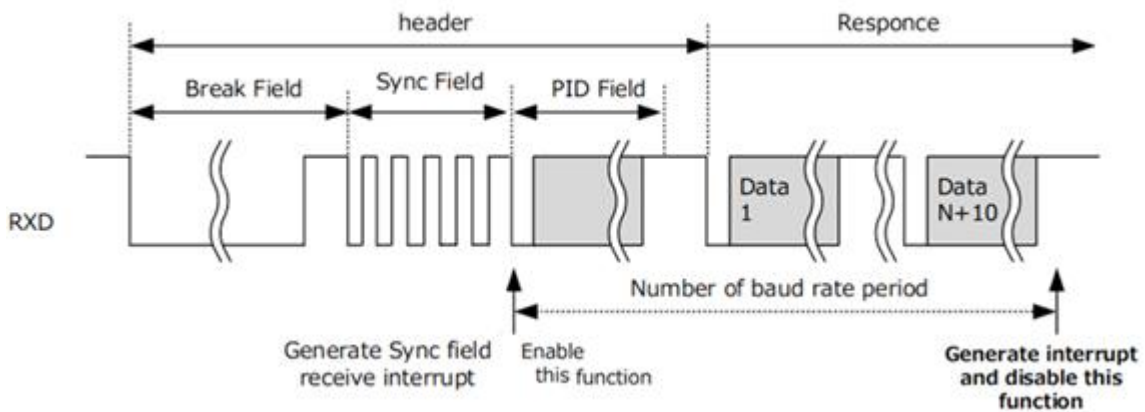 header
Responce
Break Field
Sync Field
PID Field
RXD
Data
1
Data
N+10
Number of baud rate period
Generate Sync field
receive interrupt
Enable
this function
Generate interrupt
and disable this
function